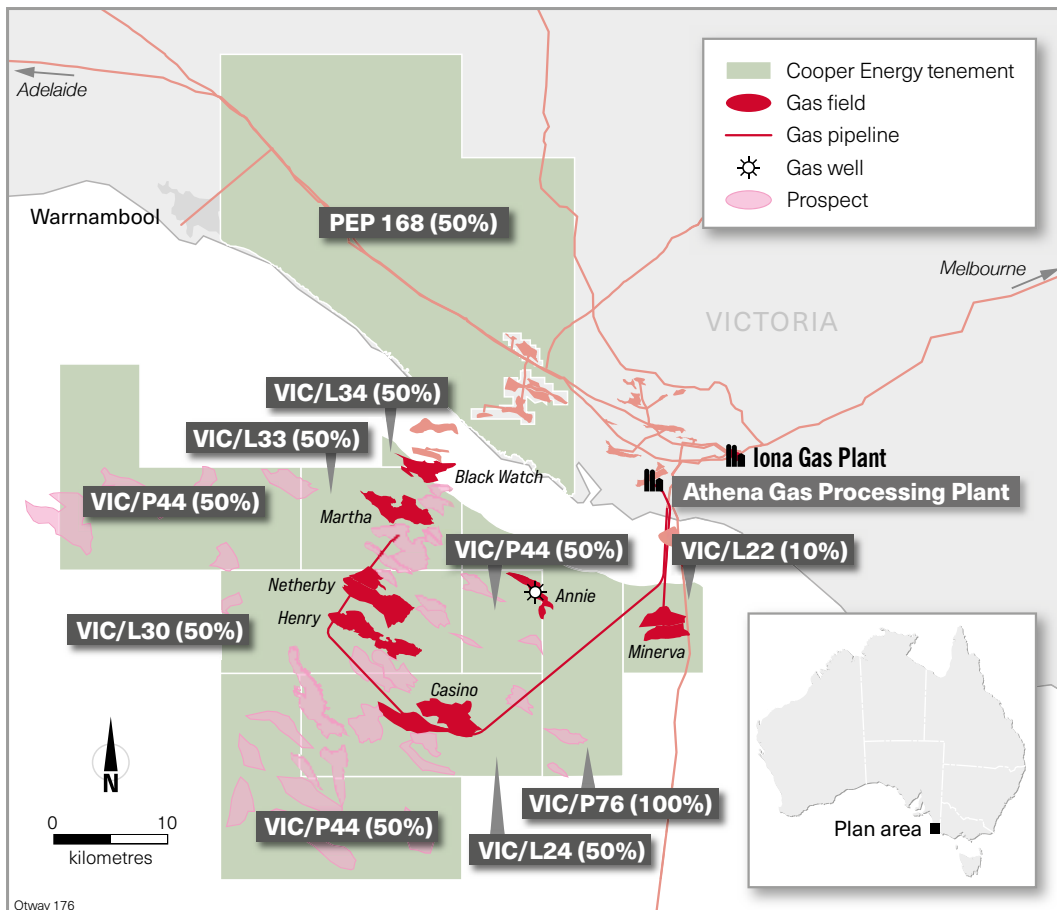 Adelaide
Cooper Energy tenement
Gas field
Gas pipeline
Gas well
Prospect
Warrnambool
PEP 168 (50%)
Melbourne
VICTORIA
VIC/L34 (50%)
VIC/L33 (50%)
Black Watch
Iona Gas Plant
Athena Gas Processing Plant
VIC/P44 (50%)
Martha
VIC/P44 (50%)
VIC/L22 (10%)
Netherby
Annie
Henry
VIC/L30 (50%)
Minerva
Casino
N
VIC/P76 (100%)
VIC/P44 (50%)
VIC/L24 (50%)
0 10
kilometres
Plan area
Otway 176